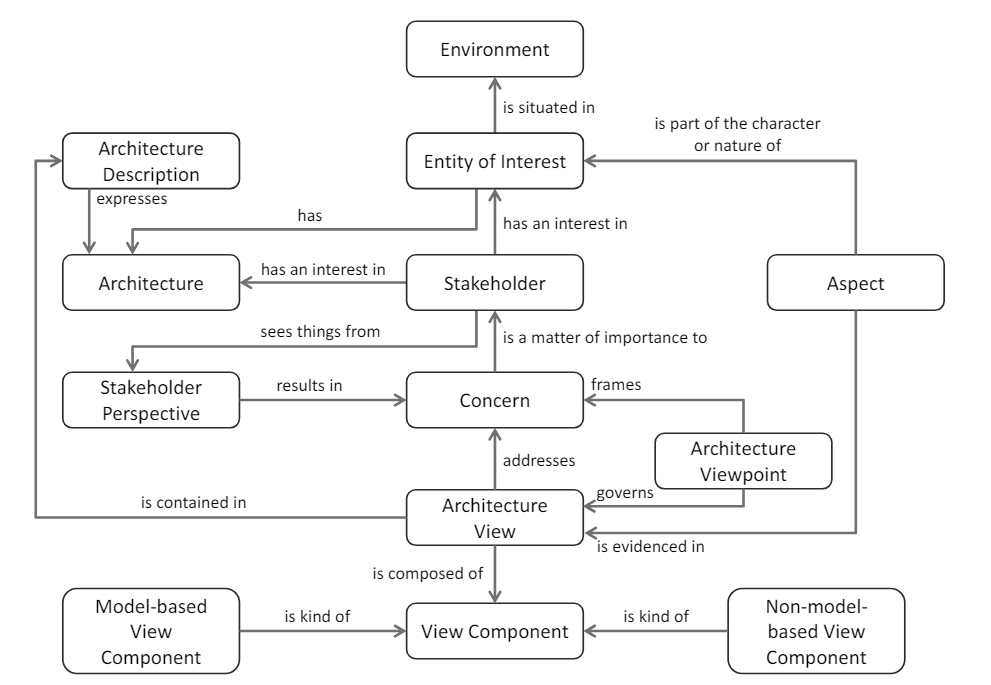 Environment
is situated in
is part of the character
or nature of
Architecture
Description
Entity of Interest
expresses
has
has an interest in
Architecture
has an interest in
Stakeholder
Aspect
sees things from
is a matter of importance to
Stakeholder
Perspective
results in
Concern
frames
Architecture
Viewpoint
addresses
governs
is contained in
Architecture
View
is evidenced in
is composed of
Model-based
View
Component
is kind of
View Component
is kind of
Non-model-
based View
Component